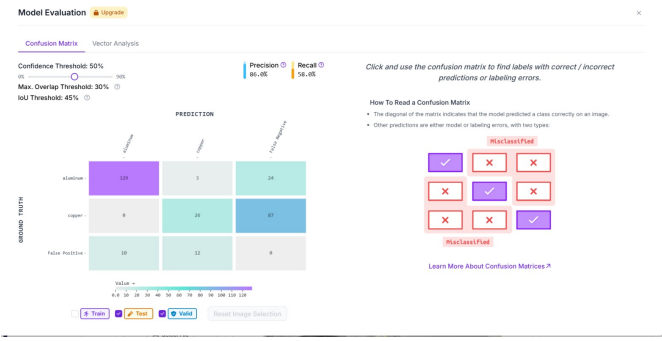 Model Evaluation Upgrade
Confusion Matrix Vector Analysis
Confidence Threshold: 50%
0% 90%
Max. Overlap Threshold: 30%
IoU Threshold: 45%
Precision Recall
86.0% 58.0%
PREDICTION
aluminum copper False Negative
aluminum 3 24
copper 0 87
False Positive 10 12 0
GROUND TRUTH
Value →
0.0 10 20 30 40 50 60 70 80 90 100 110 120
Train Test Valid Reset Image Selection
Click and use the confusion matrix to find labels with correct / incorrect
predictions or labeling errors.
How To Read a Confusion Matrix
The diagonal of the matrix indicates that the model predicted a class correctly on an image.
Other predictions are either model or labeling errors, with two types:
Misclassified
Misclassified
Learn More About Confusion Matrices